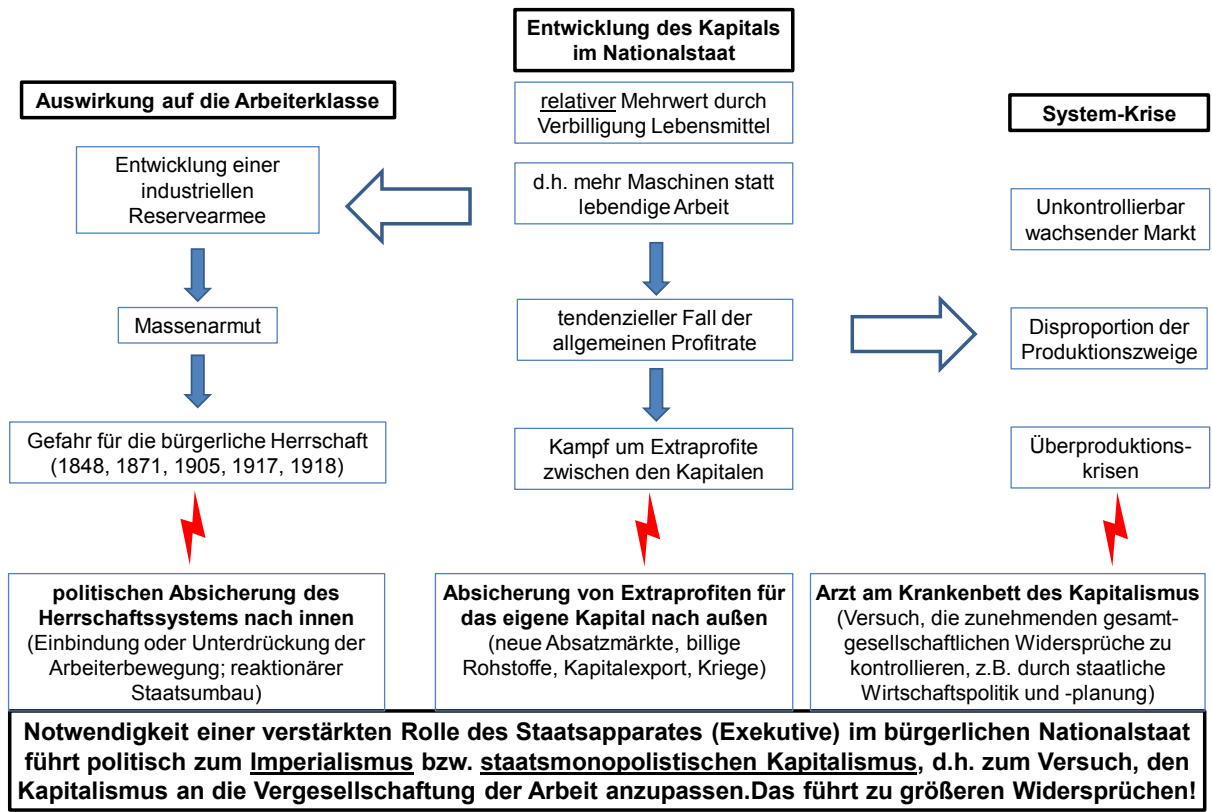 Entwicklung des Kapitals
im Nationalstaat
Auswirkung auf die Arbeiterklasse
relativer Mehrwert durch
Verbilligung Lebensmittel
System-Krise
Entwicklung einer
industriellen
Reservearmee
d.h. mehr Maschinen statt
lebendige Arbeit
Unkontrollierbar
wachsender Markt
Massenarmut
tendenzieller Fall der
allgemeinen Profitrate
Disproportion der
Produktionszweige
Gefahr für die bürgerliche Herrschaft
(1848, 1871, 1905, 1917, 1918)
Kampf um Extraprofite
zwischen den Kapitalen
Überproduktions-
krisen
politischen Absicherung des
Herrschaftssystems nach innen
(Einbindung oder Unterdrückung der
Arbeiterbewegung; reaktionärer
Staatsumbau)
Absicherung von Extraprofiten für
das eigene Kapital nach außen
(neue Absatzmärkte, billige
Rohstoffe, Kapitalexport, Kriege)
Arzt am Krankenbett des Kapitalismus
(Versuch, die zunehmenden gesamt-
gesellschaftlichen Widersprüche zu
kontrollieren, z.B. durch staatliche
Wirtschaftspolitik und -planung)
Notwendigkeit einer verstärkten Rolle des Staatsapparates (Exekutive) im bürgerlichen Nationalstaat
führt politisch zum Imperialismus bzw. staatsmonopolistischen Kapitalismus, d.h. zum Versuch, den
Kapitalismus an die Vergesellschaftung der Arbeit anzupassen.Das führt zu größeren Widersprüchen!